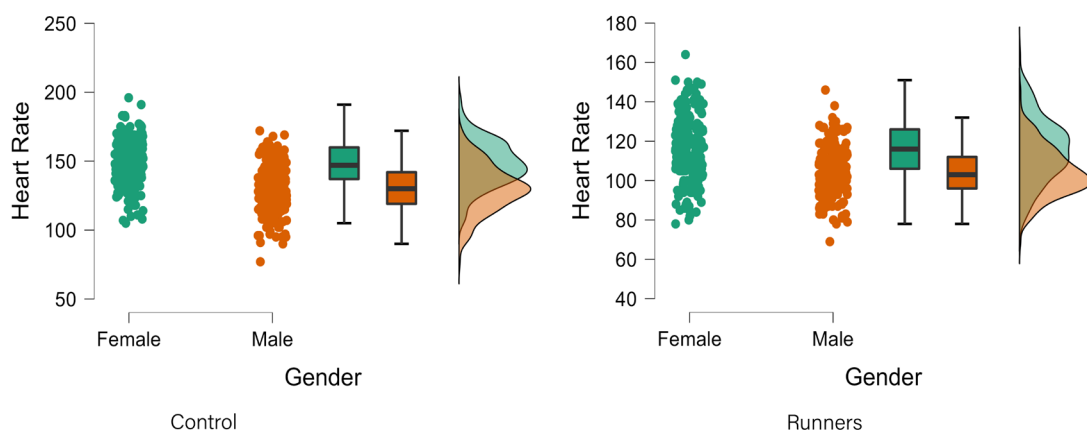 250
200
150
100
50
Heart Rate
Female
Male
Gender
Control
180
160
140
120
100
80
60
40
Heart Rate
Female
Male
Gender
Runners